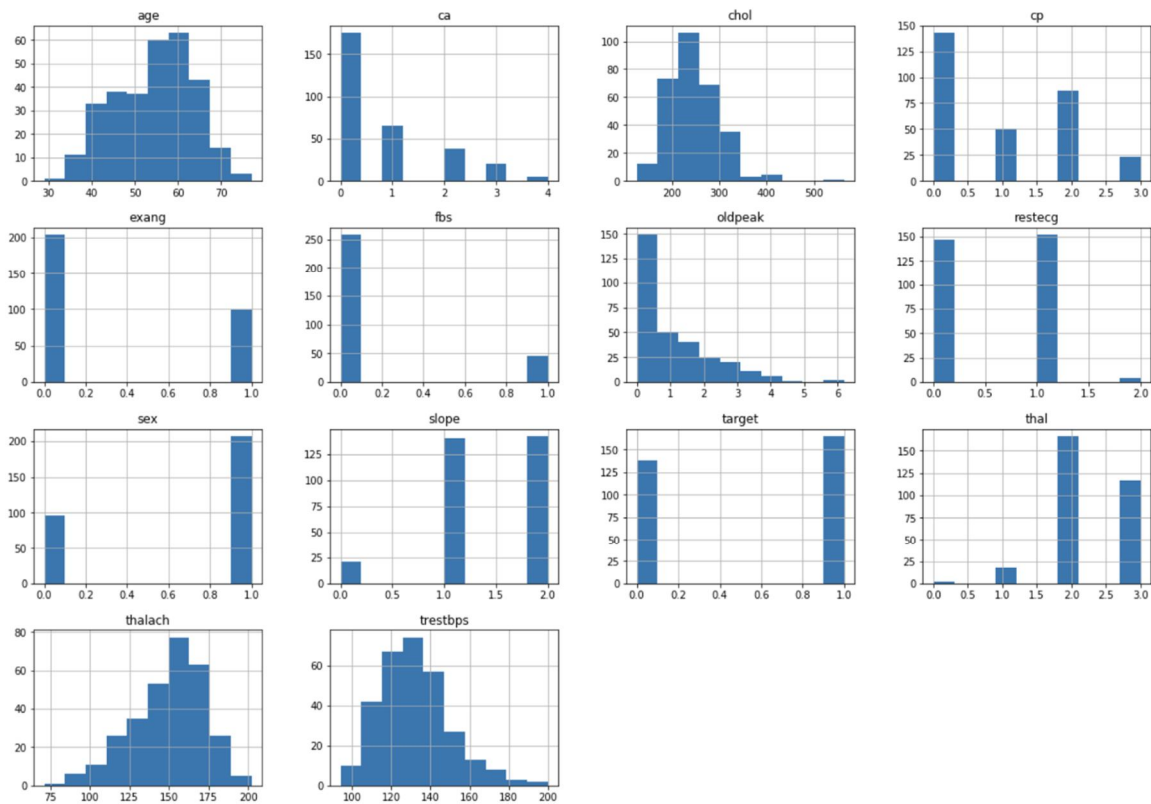 age
60
50
40
30
20
10
0
30 40 50 60 70
ca
150
100
50
0
0 1 2 3 4
chol
100
80
60
40
20
0
200 300 400 500
cp
150
125
100
75
50
25
0
0.0 0.5 1.0 1.5 2.0 2.5 3.0
exang
200
150
100
50
0
0.0 0.2 0.4 0.6 0.8 1.0
fbs
250
200
150
100
50
0
0.0 0.2 0.4 0.6 0.8 1.0
oldpeak
150
125
100
75
50
25
0
0 1 2 3 4 5 6
restecg
150
125
100
75
50
25
0
0.0 0.5 1.0 1.5 2.0
sex
200
150
100
50
0
0.0 0.2 0.4 0.6 0.8 1.0
slope
125
100
75
50
25
0
0.0 0.5 1.0 1.5 2.0
target
150
125
100
75
50
25
0
0.0 0.2 0.4 0.6 0.8 1.0
thal
150
125
100
75
50
25
0
0.0 0.5 1.0 1.5 2.0 2.5 3.0
thalach
80
60
40
20
0
75 100 125 150 175 200
trestbps
60
40
20
0
100 120 140 160 180 200